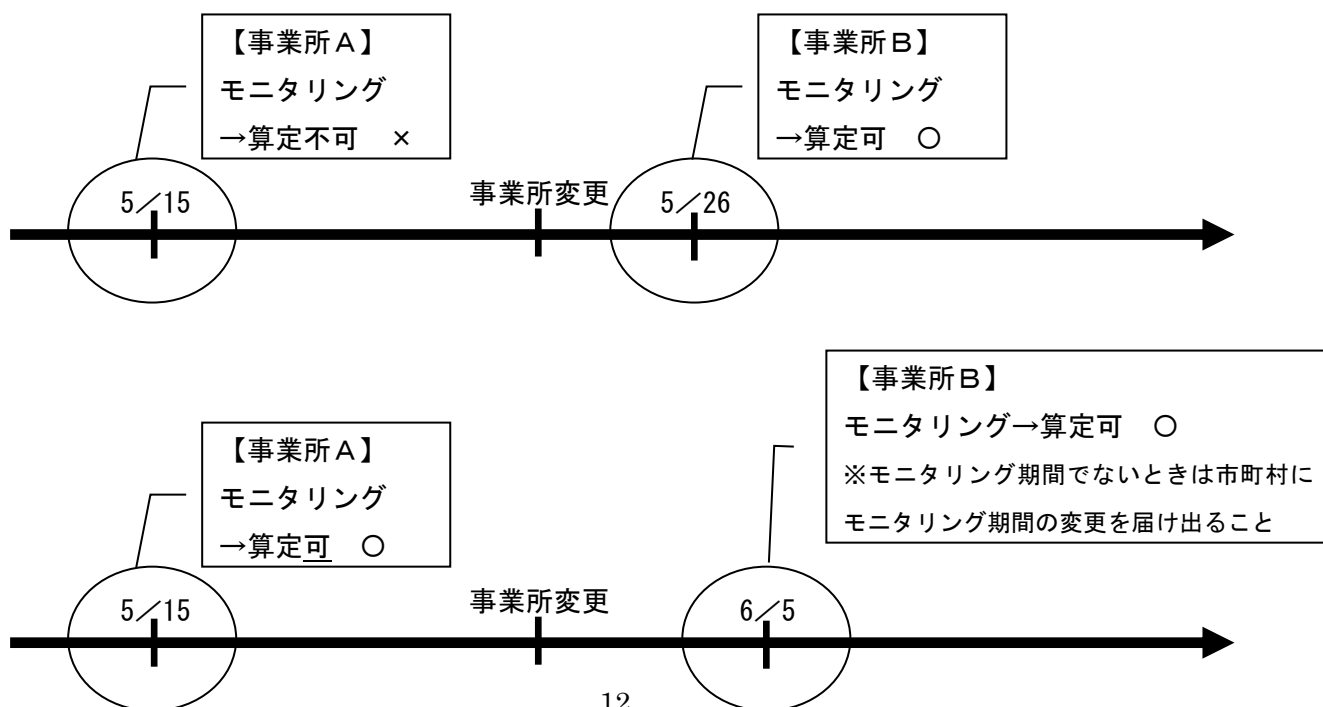 【事業所A】
モニタリング
→算定不可　×
【事業所B】
モニタリング
→算定可　○
5／15
事業所変更
5／26
【事業所B】
モニタリング→算定可　○
※モニタリング期間でないときは市町村に
モニタリング期間の変更を届け出ること
【事業所A】
モニタリング
→算定可　○
5／15
事業所変更
6／5
12